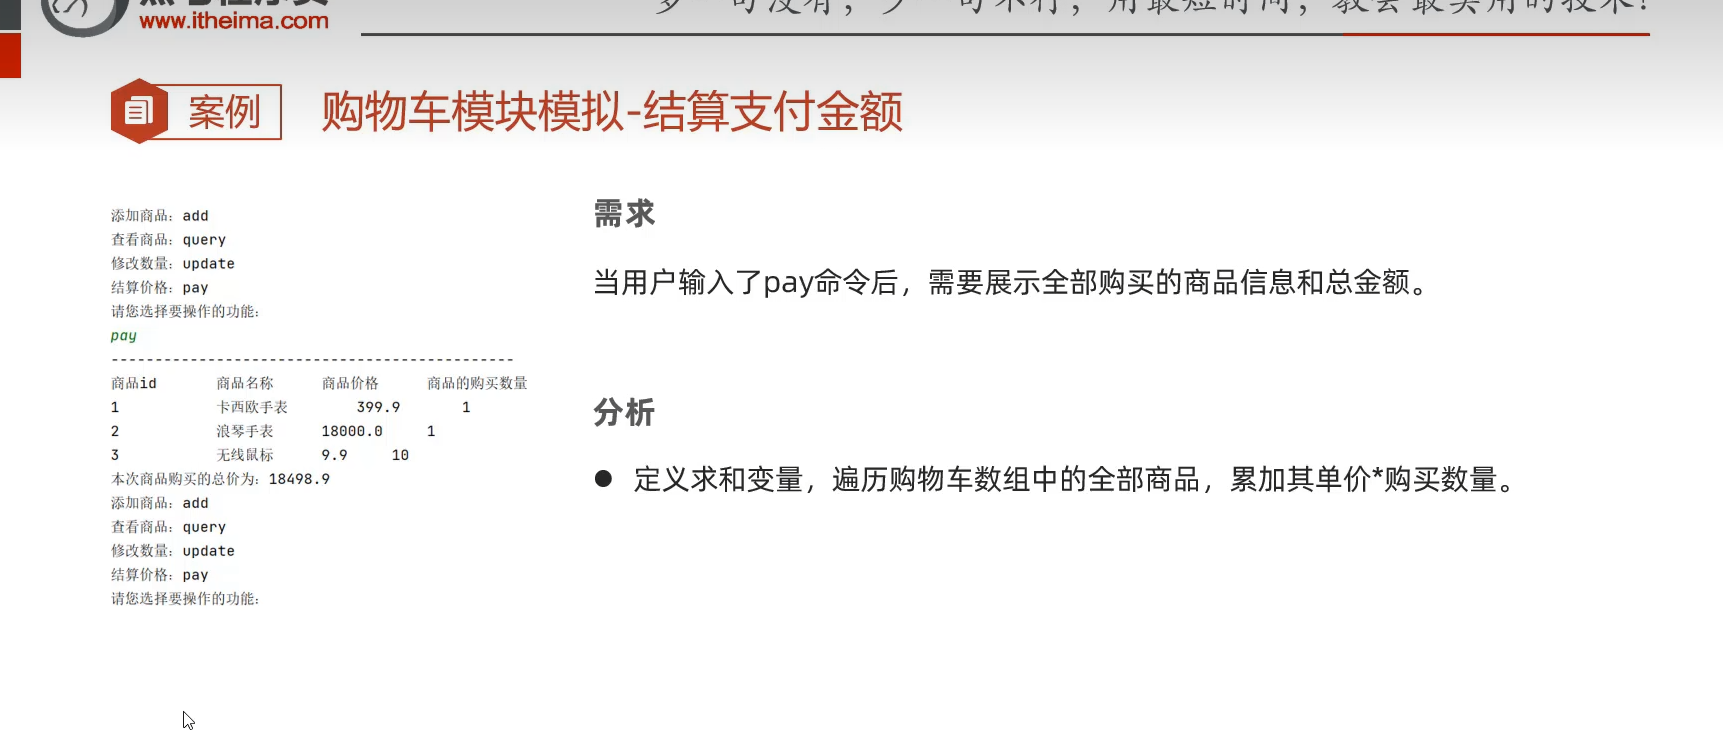 www.itheima.com
案例
购物车模块模拟-结算支付金额
添加商品：add
查看商品：query
修改数量：update
结算价格：pay
请您选择要操作的功能：
pay
----------------------------------------------
商品id 商品名称 商品价格 商品的购买数量
1 卡西欧手表 399.9 1
2 浪琴手表 18000.0 1
3 无线鼠标 9.9 10
本次商品购买的总价为：18498.9
添加商品：add
查看商品：query
修改数量：update
结算价格：pay
请您选择要操作的功能：
需求
当用户输入了pay命令后，需要展示全部购买的商品信息和总金额。
分析
● 定义求和变量，遍历购物车数组中的全部商品，累加其单价*购买数量。